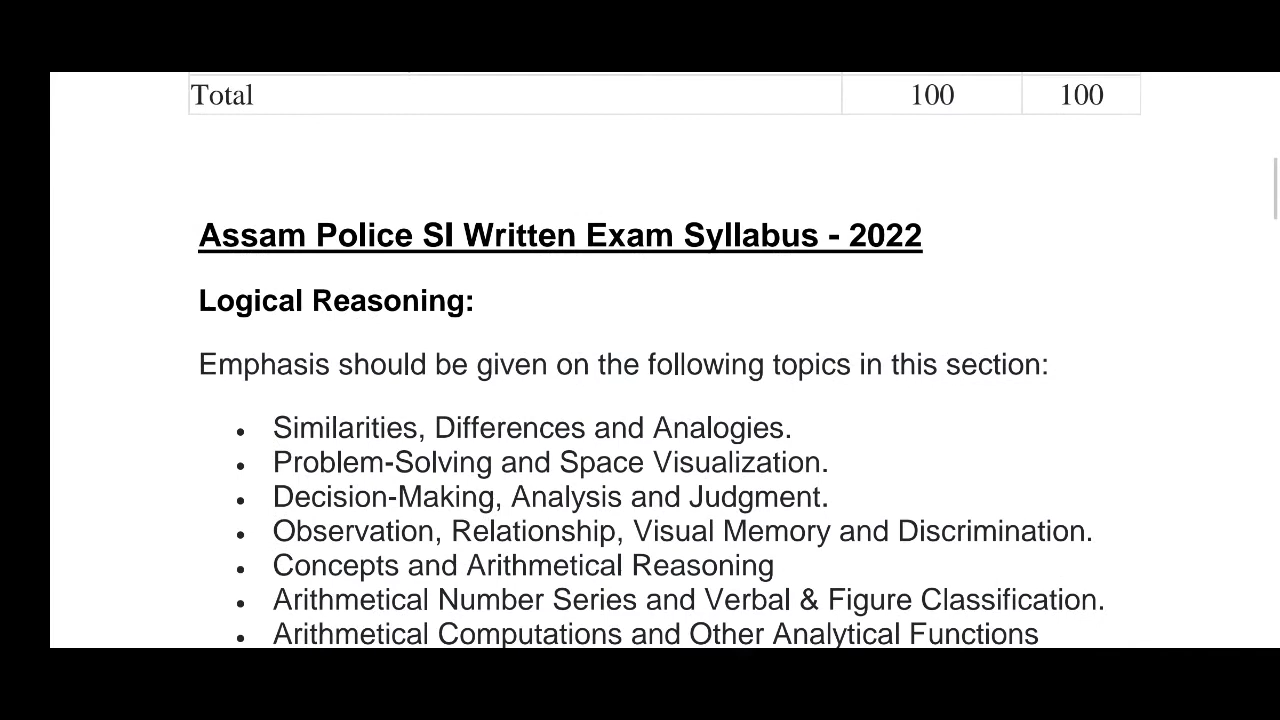 Total 100 100
Assam Police SI Written Exam Syllabus - 2022
Logical Reasoning:
Emphasis should be given on the following topics in this section:
• Similarities, Differences and Analogies.
• Problem-Solving and Space Visualization.
• Decision-Making, Analysis and Judgment.
• Observation, Relationship, Visual Memory and Discrimination.
• Concepts and Arithmetical Reasoning
• Arithmetical Number Series and Verbal & Figure Classification.
• Arithmetical Computations and Other Analytical Functions